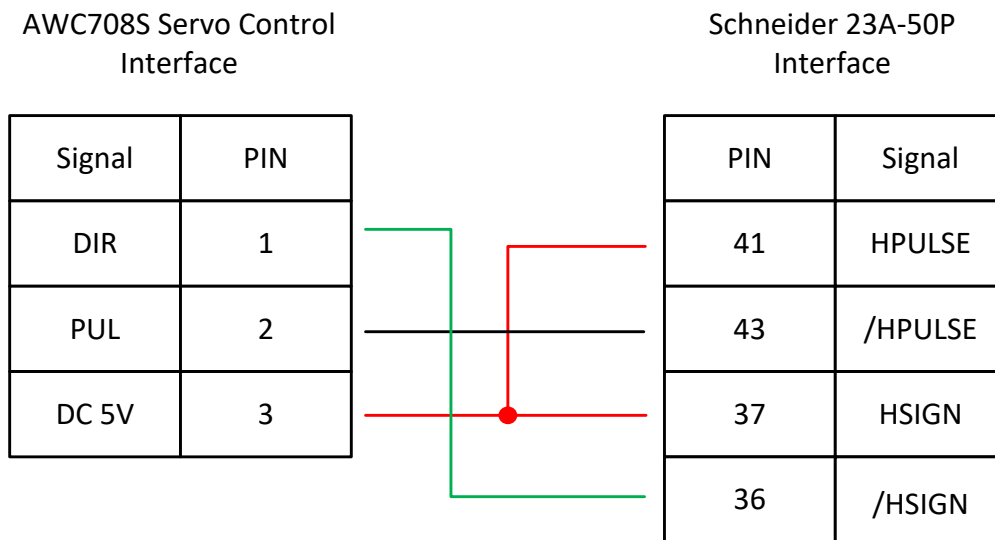 AWC708S Servo Control
Interface
Schneider 23A-50P
Interface
Signal PIN
DIR 1
PUL 2
DC 5V 3
PIN Signal
41 HPULSE
43 /HPULSE
37 HSIGN
36 /HSIGN